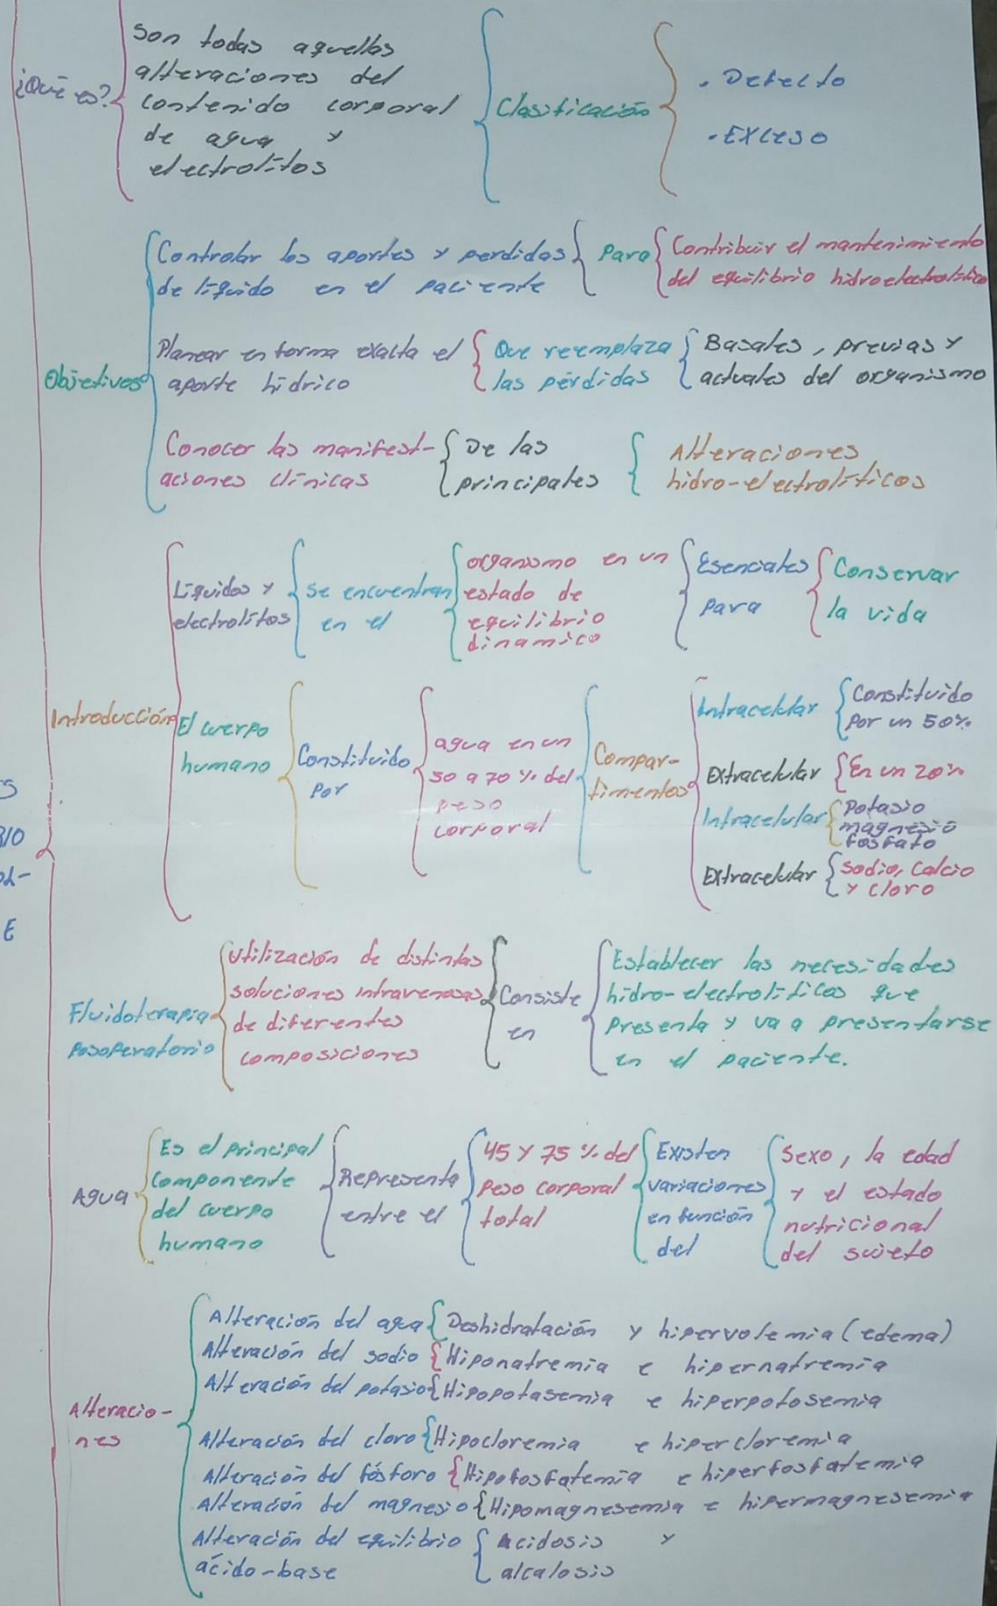 ¿Qué es?
Son todas aquellas
alteraciones del
contenido corporal
de agua y
electrolitos
Clasificación
. Defecto
. Exceso
Objetivos
Controlar los aportes y perdidas
de líquido en el paciente
Para
Contribuir el mantenimiento
del equilibrio hidroelectrolítico
Planear en forma exacta el
aporte hídrico
Que reemplaza
las pérdidas
Basales, previas y
actuales del organismo
Conocer las manifest-
aciones clínicas
De las
principales
Alteraciones
hidro-electrolíticos
Introducción
Líquidos y
electrolitos
Se encuentran
en el
organismo en un
estado de
equilibrio
dinamico
Esenciales
para
Conservar
la vida
El cuerpo
humano
Constituido
por
agua en un
50 a 70 % del
peso
corporal
Compar-
timentos
Intracelular
Constituido
Por un 50%
Extracelular
En un 20%
Intracelular
Potasio
magnesio
fosfato
Extracelular
sodio, calcio
y cloro
S
RIO
OL-
E
Fluidoterapia
Posoperatorio
Utilización de distintas
soluciones intravenosas
de diferentes
composiciones
Consiste
en
Establecer las necesidades
hidro-electrolíticos que
Presenta y va a presentarse
en el paciente.
Agua
Es el principal
componente
del cuerpo
humano
Representa
entre el
45 y 75 % del
Peso corporal
total
Existen
variaciones
en función
del
Sexo, la edad
y el estado
nutricional
del sujeto
Alteracio-
nes
Alteración del agua Deshidratación y hipervolemia (edema)
Alteración del sodio Hiponatremia e hipernatremia
Alteración del potasio Hipopotasemia e hiperpotosemia
Alteración del cloro Hipocloremia e hipercloremia
Alteración del fósforo Hipofosfatemia e hiperfosfatemia
Alteración del magnesio Hipomagnesemia e hipermagnesemia
Alteración del equilibrio
ácido-base
acidosis y
alcalosis